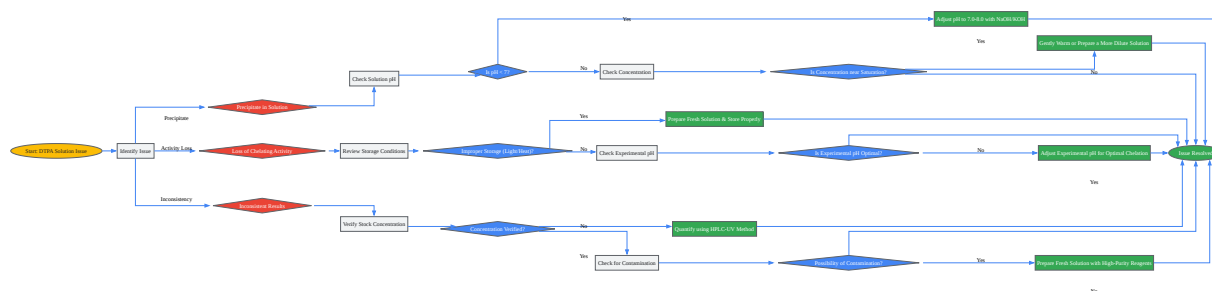 Yes
Adjust pH to 7.0-8.0 with NaOH/KOH
Yes
Gently Warm or Prepare a More Dilute Solution
Check Solution pH
Is pH < 7?
No
Check Concentration
Is Concentration near Saturation?
No
Precipitate in Solution
Precipitate
Yes
Prepare Fresh Solution & Store Properly
Start: DTPA Solution Issue
Identify Issue
Activity Loss
Loss of Chelating Activity
Review Storage Conditions
Improper Storage (Light/Heat)?
No
Check Experimental pH
Is Experimental pH Optimal?
No
Adjust Experimental pH for Optimal Chelation
Issue Resolved
Yes
Inconsistency
Inconsistent Results
Verify Stock Concentration
Concentration Verified?
No
Quantify using HPLC-UV Method
Yes
Check for Contamination
Possibility of Contamination?
Yes
Prepare Fresh Solution with High-Purity Reagents